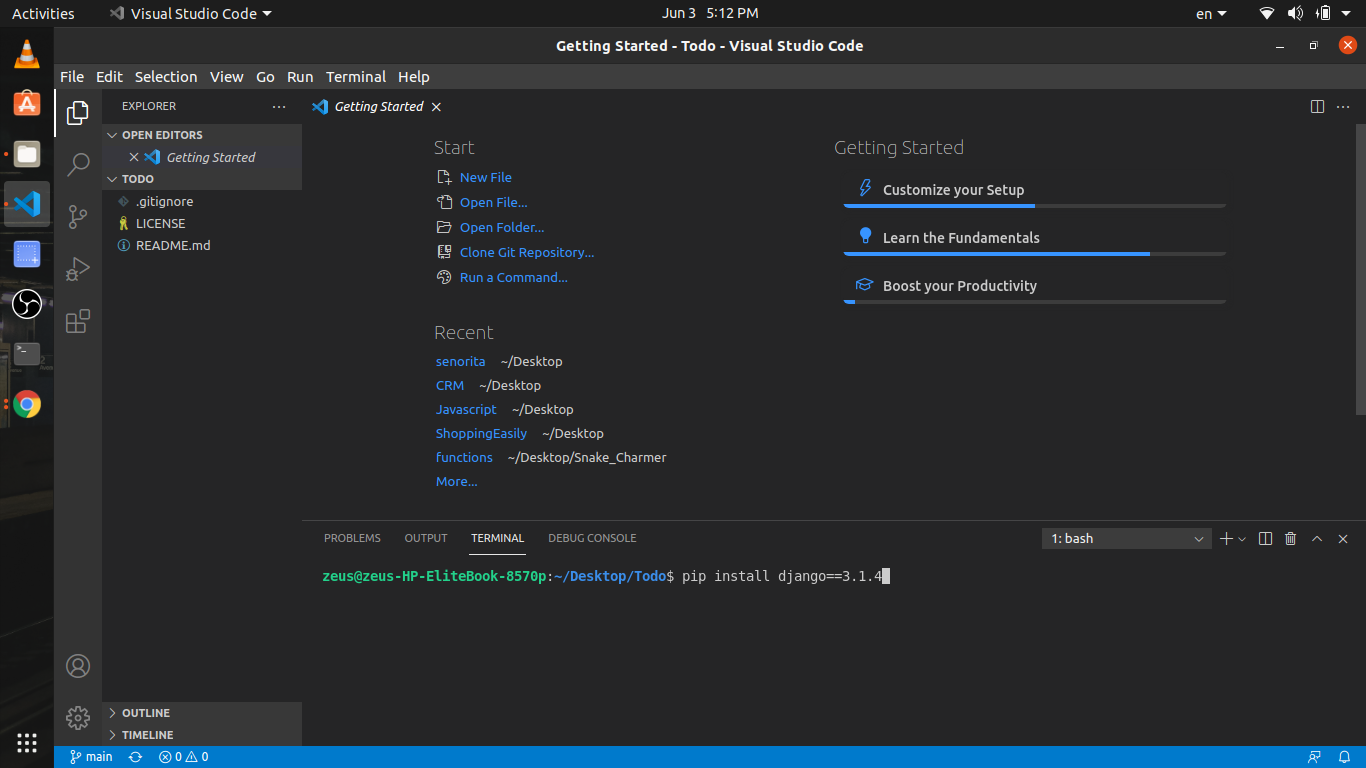 Activities
Visual Studio Code
Jun 3 5:12 PM
en
Getting Started - Todo - Visual Studio Code
File Edit Selection View Go Run Terminal Help
EXPLORER
OPEN EDITORS
Getting Started
TODO
.gitignore
LICENSE
README.md
OUTLINE
TIMELINE
Getting Started
Start
New File
Open File...
Open Folder...
Clone Git Repository...
Run a Command...
Recent
senorita ~/Desktop
CRM ~/Desktop
Javascript ~/Desktop
ShoppingEasily ~/Desktop
functions ~/Desktop/Snake_Charmer
More...
Getting Started
Customize your Setup
Learn the Fundamentals
Boost your Productivity
PROBLEMS OUTPUT TERMINAL DEBUG CONSOLE
1: bash
zeus@zeus-HP-EliteBook-8570p:~/Desktop/Todo$ pip install django==3.1.4
main 0 0